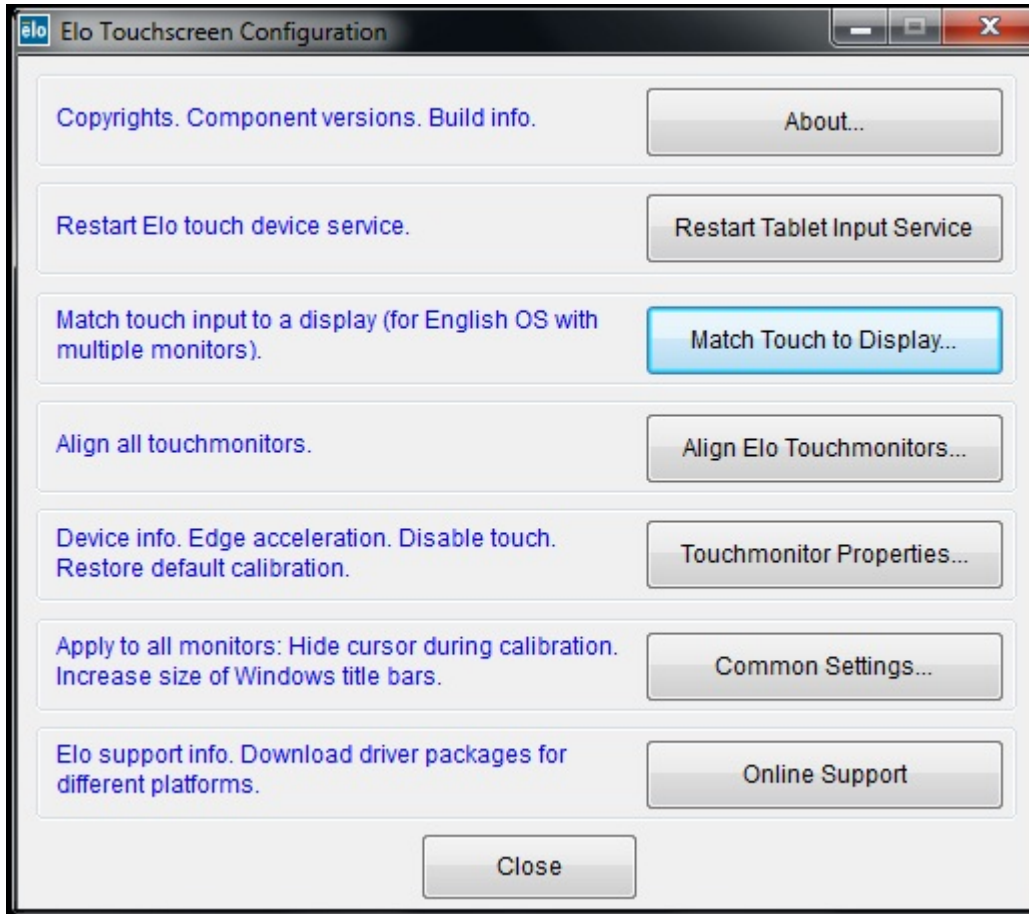 elo Elo Touchscreen Configuration
Copyrights. Component versions. Build info.
About...
Restart Elo touch device service.
Restart Tablet Input Service
Match touch input to a display (for English OS with
multiple monitors).
Match Touch to Display...
Align all touchmonitors.
Align Elo Touchmonitors...
Device info. Edge acceleration. Disable touch.
Restore default calibration.
Touchmonitor Properties...
Apply to all monitors: Hide cursor during calibration.
Increase size of Windows title bars.
Common Settings...
Elo support info. Download driver packages for
different platforms.
Online Support
Close